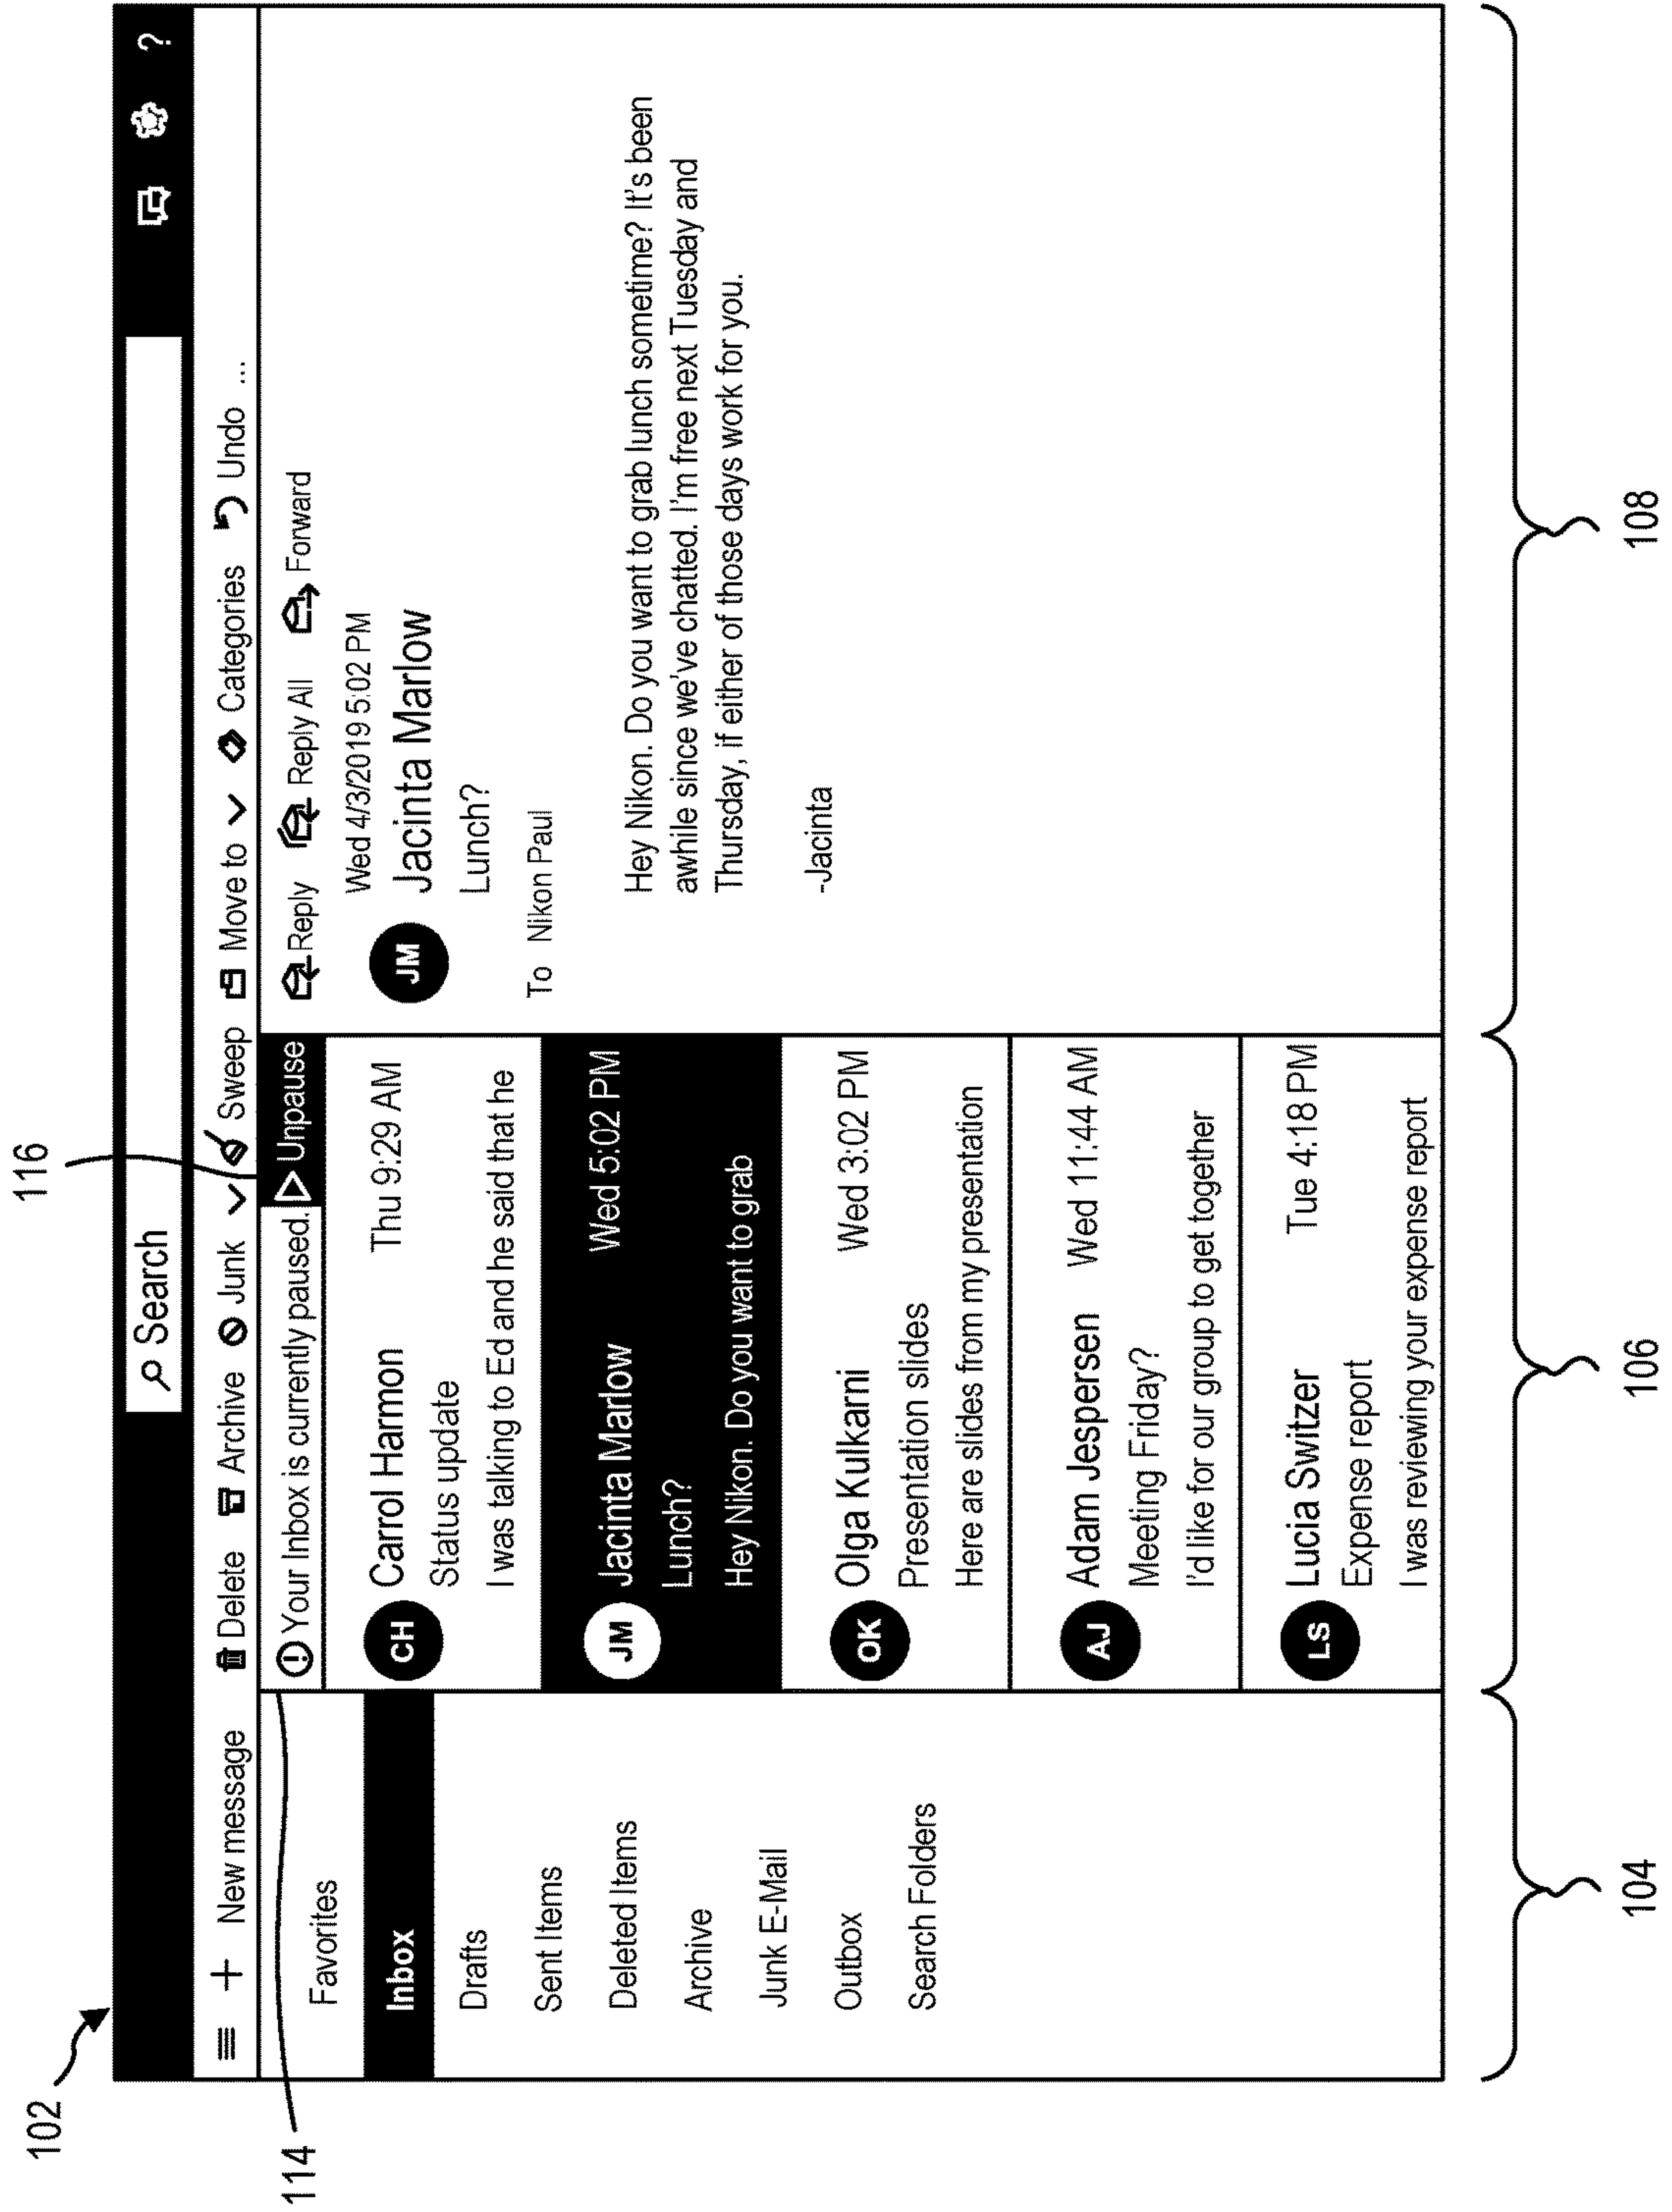 102
116
114
Search
?
New message
Delete
Archive
Junk
Sweep
Move to
Categories
Undo ...
Favorites
Inbox
Drafts
Sent Items
Deleted Items
Archive
Junk E-Mail
Outbox
Search Folders
Your Inbox is currently paused.
Unpause
CH
Carrol Harmon Thu 9:29 AM
Status update
I was talking to Ed and he said that he
JM
Jacinta Marlow Wed 5:02 PM
Lunch?
Hey Nikon. Do you want to grab
OK
Olga Kulkarni Wed 3:02 PM
Presentation slides
Here are slides from my presentation
AJ
Adam Jespersen Wed 11:44 AM
Meeting Friday?
I'd like for our group to get together
LS
Lucia Switzer Tue 4:18 PM
Expense report
I was reviewing your expense report
Reply
Reply All
Forward
Wed 4/3/2019 5:02 PM
JM
Jacinta Marlow
Lunch?
To Nikon Paul
Hey Nikon. Do you want to grab lunch sometime? It's been
awhile since we've chatted. I'm free next Tuesday and
Thursday, if either of those days work for you.
-Jacinta
104
106
108